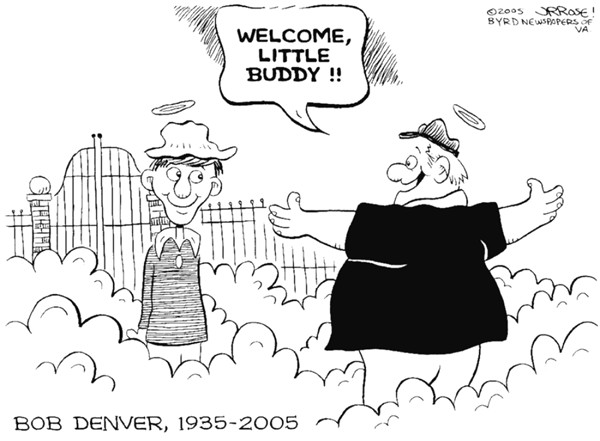 ©2005 JRROSE!
BYRD NEWSPAPERS OF
VA
WELCOME,
LITTLE
BUDDY !!
BOB DENVER, 1935-2005